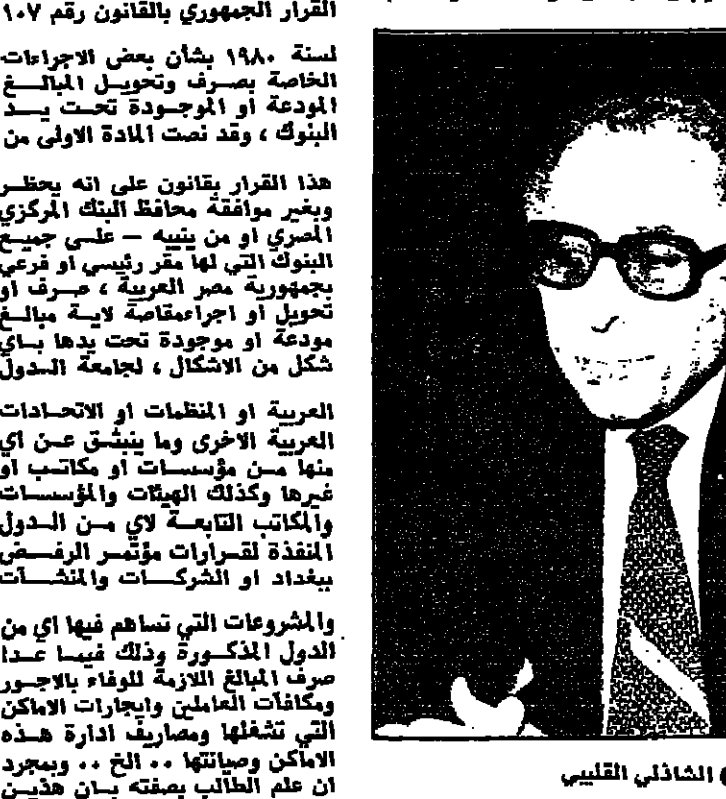 القرار الجمهوري بالقانون رقم ١٠٧
لسنة ١٩٨٠ بشأن بعض الاجراءات
الخاصة بصرف وتحويل المبالغ
المودعة او الموجودة تحت يد
البنوك ، وقد نصت المادة الاولى من
هذا القرار بقانون على انه يحظر
وبغير موافقة محافظ البنك المركزي
المصري او من ينيبه — على جميع
البنوك التي لها مقر رئيسي او فرعي
بجمهورية مصر العربية ، صرف او
تحويل او اجراءمقاصة لاية مبالغ
مودعة او موجودة تحت يدها باي
شكل من الاشكال ، لجامعة الدول
العربية او المنظمات او الاتحادات
العربية الاخرى وما ينبثق عن اي
منها من مؤسسات او مكاتب او
غيرها وكذلك الهيئات والمؤسسات
والمكاتب التابعة لاي من الدول
المنفذة لقرارات مؤتمر الرفض
ببغداد او الشركات والمنشآت
والمشروعات التي تساهم فيها اي من
الدول المذكورة وذلك فيما عدا
صرف المبالغ اللازمة للوفاء بالاجور
ومكافآت العاملين وايجارات الاماكن
التي تشغلها ومصاريف ادارة هذه
الاماكن وصيانتها .. الخ .. وبمجرد
ان علم الطالب بصفته بان هذين
الشاذلي القليبي